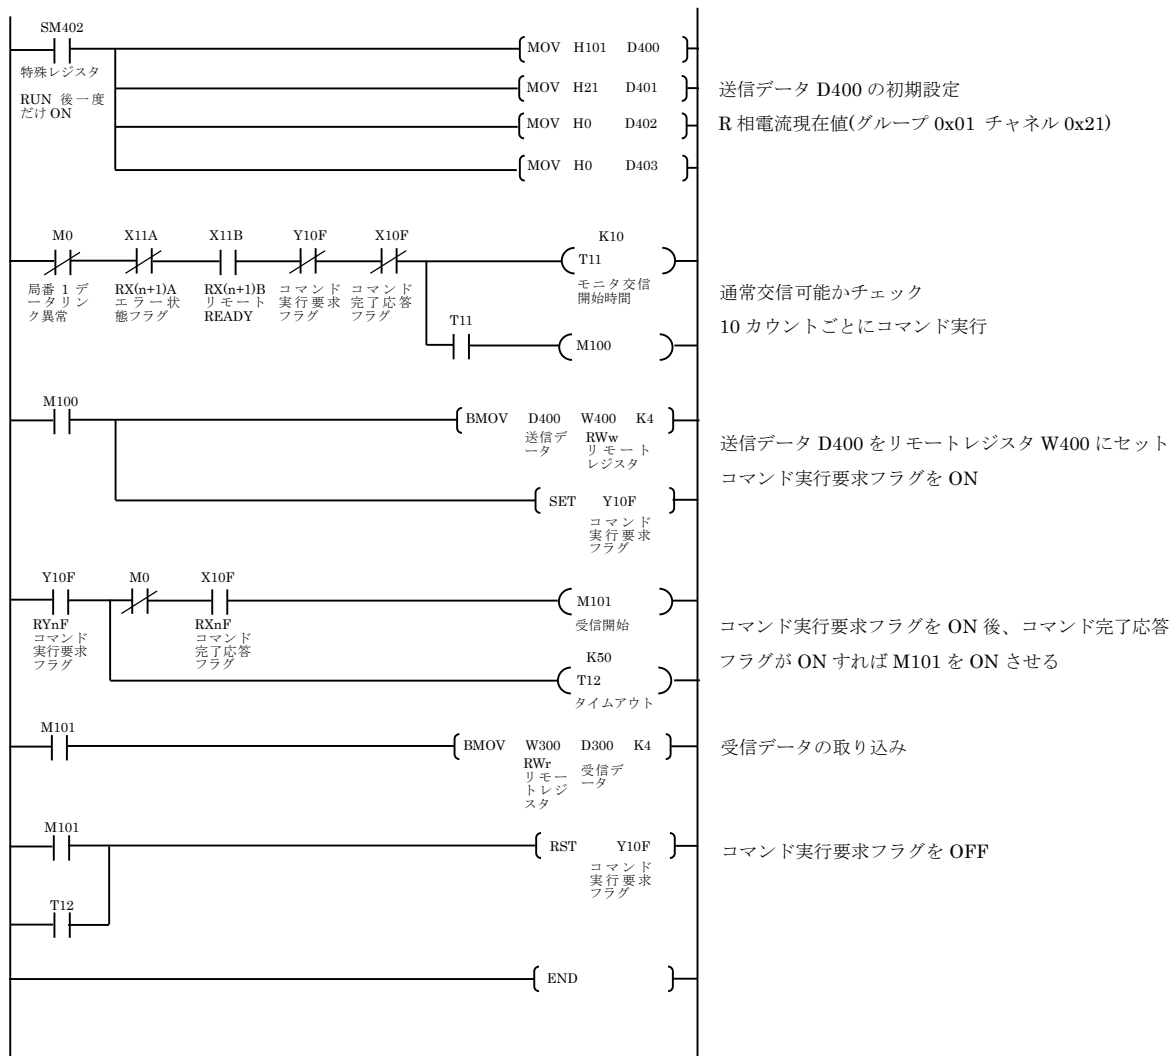 SM402
特殊レジスタ
RUN 後一度
だけ ON
MOV H101 D400
MOV H21 D401
MOV H0 D402
MOV H0 D403
送信データ D400 の初期設定
R 相電流現在値(グループ 0x01 チャネル 0x21)
M0 X11A X11B Y10F X10F
局番 1 デ
ータリン
ク異常
RX(n+1)A
エラー状
態フラグ
RX(n+1)B
リモート
READY
コマンド
実行要求
フラグ
コマンド
完了応答
フラグ
K10
T11
モニタ交信
開始時間
T11
M100
通常交信可能かチェック
10 カウントごとにコマンド実行
M100
BMOV D400 W400 K4
送信デ
ータ
RWw
リモート
レジスタ
SET Y10F
コマンド
実行要求
フラグ
送信データ D400 をリモートレジスタ W400 にセット
コマンド実行要求フラグを ON
Y10F M0 X10F
RYnF
コマンド
実行要求
フラグ
RXnF
コマンド
完了応答
フラグ
M101
受信開始
K50
T12
タイムアウト
コマンド実行要求フラグを ON 後、コマンド完了応答
フラグが ON すれば M101 を ON させる
M101
BMOV W300 D300 K4
RWr
リモー
トレジ
スタ
受信デ
ータ
受信データの取り込み
M101
RST Y10F
コマンド
実行要求
フラグ
コマンド実行要求フラグを OFF
T12
END